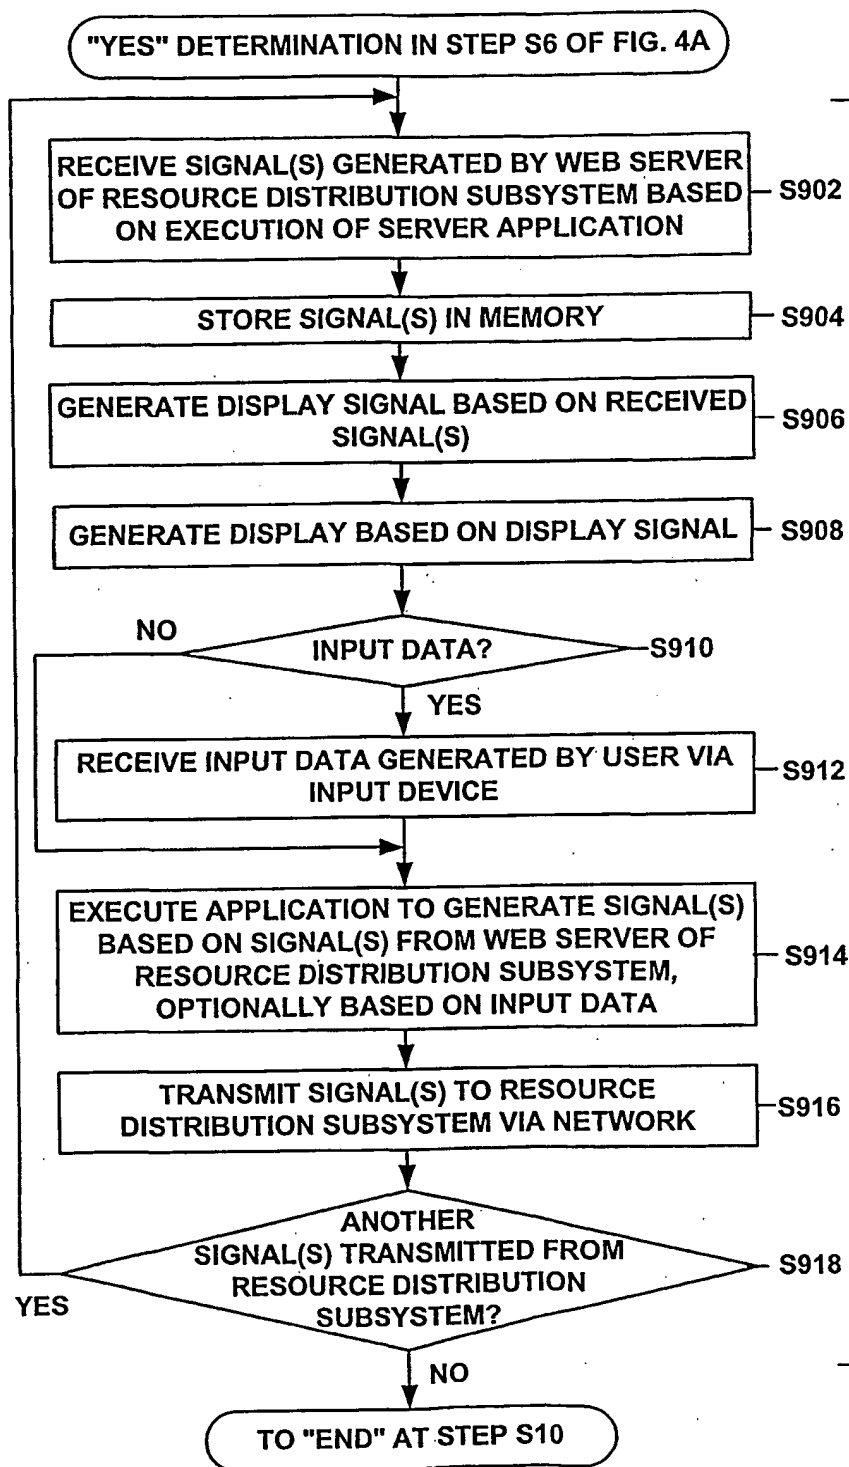 "YES" DETERMINATION IN STEP S6 OF FIG. 4A
RECEIVE SIGNAL(S) GENERATED BY WEB SERVER
OF RESOURCE DISTRIBUTION SUBSYSTEM BASED
ON EXECUTION OF SERVER APPLICATION
S902
STORE SIGNAL(S) IN MEMORY
S904
GENERATE DISPLAY SIGNAL BASED ON RECEIVED
SIGNAL(S)
S906
GENERATE DISPLAY BASED ON DISPLAY SIGNAL
S908
NO
INPUT DATA?
S910
YES
RECEIVE INPUT DATA GENERATED BY USER VIA
INPUT DEVICE
S912
EXECUTE APPLICATION TO GENERATE SIGNAL(S)
BASED ON SIGNAL(S) FROM WEB SERVER OF
RESOURCE DISTRIBUTION SUBSYSTEM,
OPTIONALLY BASED ON INPUT DATA
S914
TRANSMIT SIGNAL(S) TO RESOURCE
DISTRIBUTION SUBSYSTEM VIA NETWORK
S916
ANOTHER
SIGNAL(S) TRANSMITTED FROM
RESOURCE DISTRIBUTION
SUBSYSTEM?
S918
YES
NO
TO "END" AT STEP S10